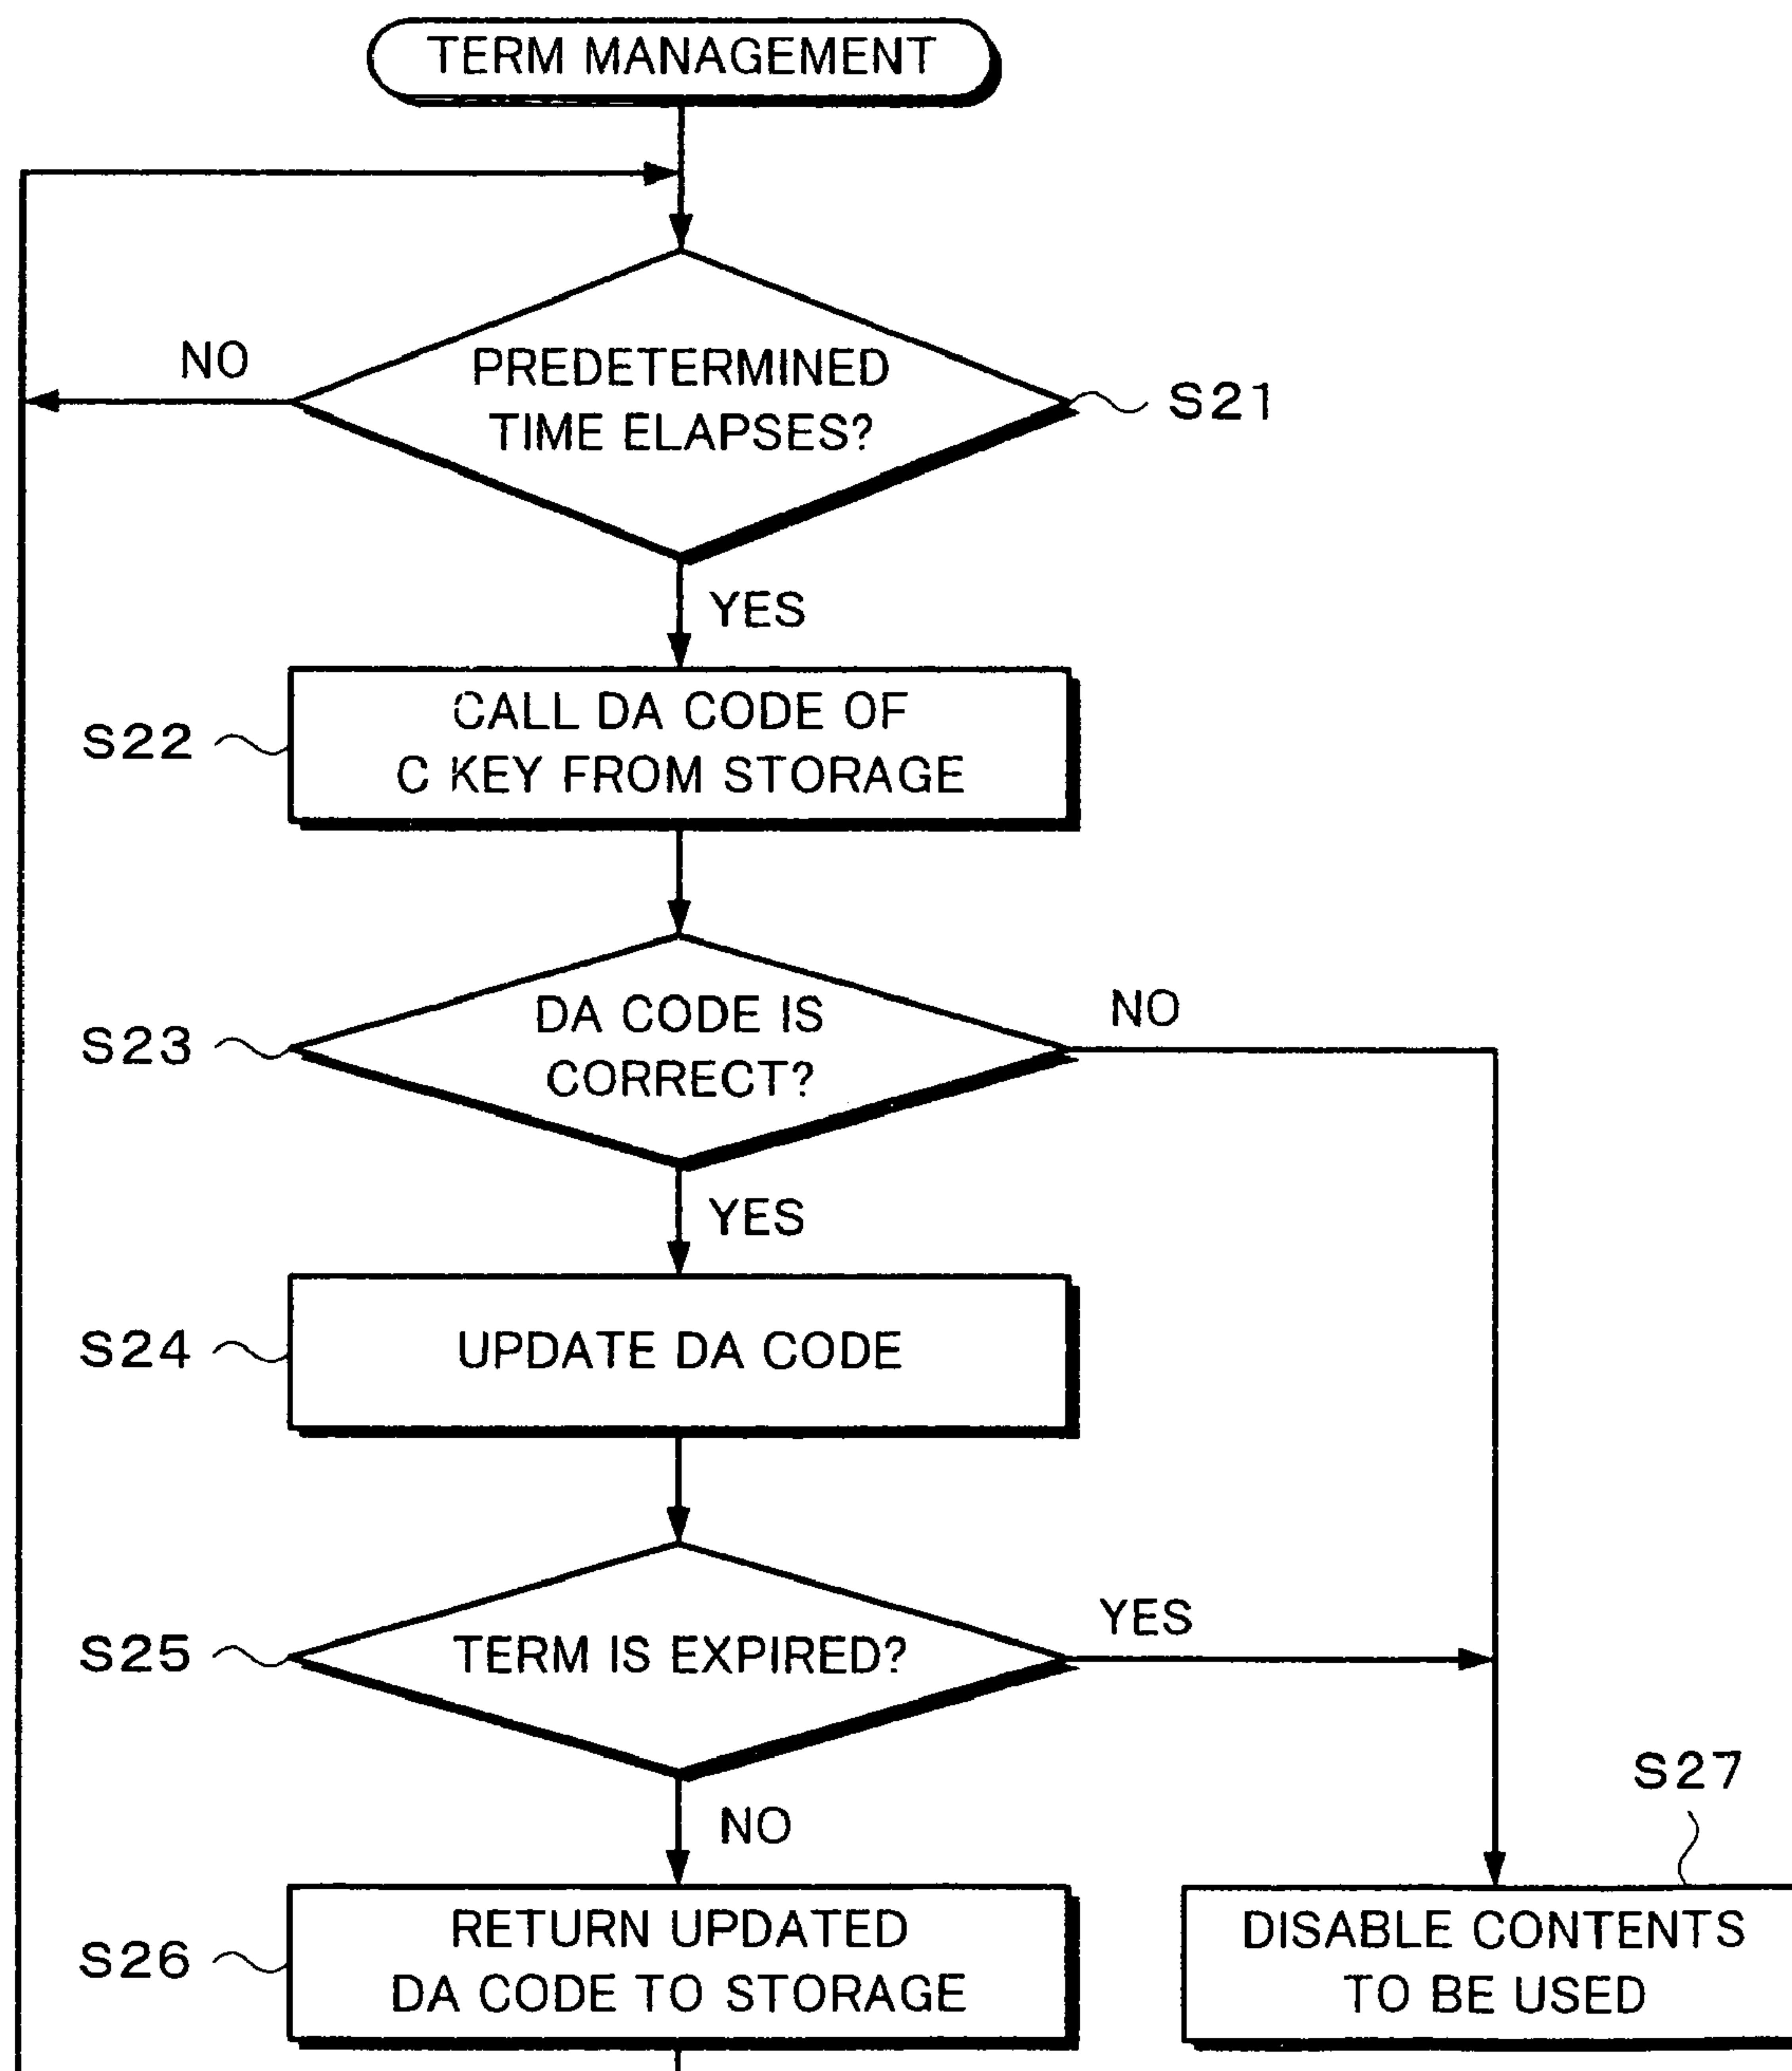 TERM MANAGEMENT
NO
PREDETERMINED
TIME ELAPSES?
S21
YES
S22
CALL DA CODE OF
C KEY FROM STORAGE
S23
DA CODE IS
CORRECT?
NO
YES
S24
UPDATE DA CODE
S25
TERM IS EXPIRED?
YES
NO
S27
S26
RETURN UPDATED
DA CODE TO STORAGE
DISABLE CONTENTS
TO BE USED